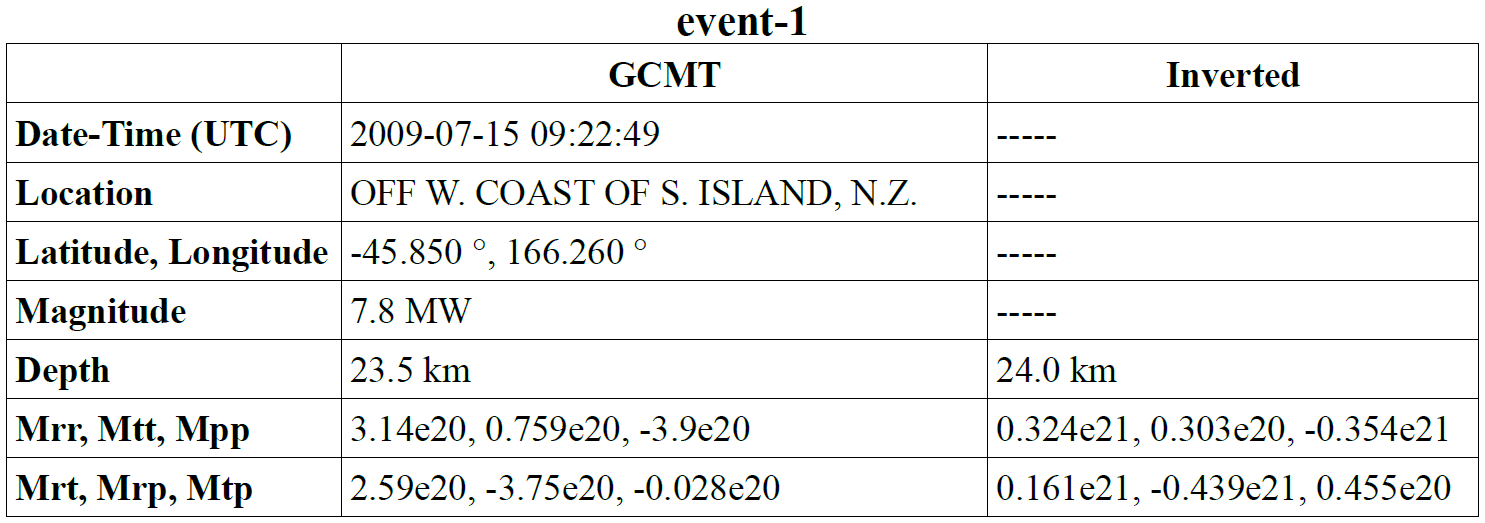 event-1
GCMT Inverted
Date-Time (UTC) 2009-07-15 09:22:49 -----
Location OFF W. COAST OF S. ISLAND, N.Z. -----
Latitude, Longitude -45.850 °, 166.260 ° -----
Magnitude 7.8 MW -----
Depth 23.5 km 24.0 km
Mrr, Mtt, Mpp 3.14e20, 0.759e20, -3.9e20 0.324e21, 0.303e20, -0.354e21
Mrt, Mrp, Mtp 2.59e20, -3.75e20, -0.028e20 0.161e21, -0.439e21, 0.455e20